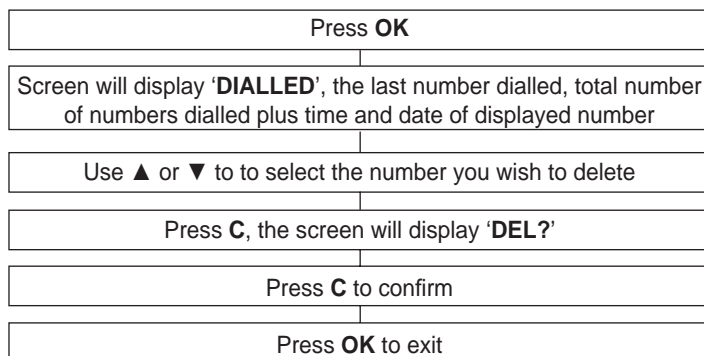 Press OK
Screen will display ‘DIALLED’, the last number dialled, total number
of numbers dialled plus time and date of displayed number
Use ▲ or ▼ to to select the number you wish to delete
Press C, the screen will display ‘DEL?’
Press C to confirm
Press OK to exit